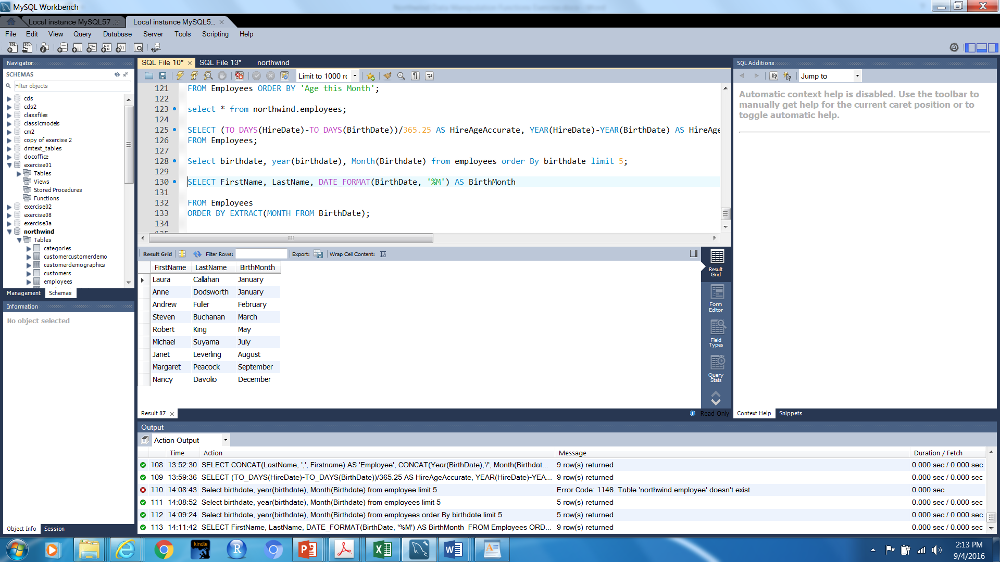 MySQL Workbench
Local instance MySQL57 x
Local instance MySQL5... x
File Edit View Query Database Server Tools Scripting Help
Navigator
SCHEMAS
Filter objects
cds
cds2
classfiles
classicmodels
cm2
copy of exercise 2
dmtext_tables
docoffice
exercise01
Tables
Views
Stored Procedures
Functions
exercise02
exercise08
exercise3a
northwind
Tables
categories
customercustomerdemo
customerdemographics
customers
employees
Management Schemas
Information
No object selected
Object Info Session
SQL File 10* x SQL File 13* northwind
Limit to 1000 rc
121 FROM Employees ORDER BY 'Age this Month';
122
123 select * from northwind.employees;
124
125 SELECT (TO_DAYS(HireDate)-TO_DAYS(BirthDate))/365.25 AS HireAgeAccurate, YEAR(HireDate)-YEAR(BirthDate) AS HireAge
126 FROM Employees;
127
128 Select birthdate, year(birthdate), Month(Birthdate) from employees order By birthdate limit 5;
129
130 SELECT FirstName, LastName, DATE_FORMAT(BirthDate, '%M') AS BirthMonth
131
132 FROM Employees
133 ORDER BY EXTRACT(MONTH FROM BirthDate);
134
Result Grid Filter Rows: Export: Wrap Cell Content:
FirstName LastName BirthMonth
Laura Callahan January
Anne Dodsworth January
Andrew Fuller February
Steven Buchanan March
Robert King May
Michael Suyama July
Janet Leverling August
Margaret Peacock September
Nancy Davolio December
Result Grid
Form Editor
Field Types
Query Stats
Result 87 x
Read Only
SQL Additions
Jump to
Automatic context help is disabled. Use the toolbar to
manually get help for the current caret position or to
toggle automatic help.
Context Help Snippets
Output
Action Output
Time Action Message Duration / Fetch
108 13:52:30 SELECT CONCAT(LastName, ',', Firstname) AS 'Employee', CONCAT(Year(BirthDate),'/', Month(Birthdat... 9 row(s) returned 0.000 sec / 0.000 sec
109 13:59:36 SELECT (TO_DAYS(HireDate)-TO_DAYS(BirthDate))/365.25 AS HireAgeAccurate, YEAR(HireDate)-YEA... 9 row(s) returned 0.000 sec / 0.000 sec
110 14:08:43 Select birthdate, year(birthdate), Month(Birthdate) from employee limit 5 Error Code: 1146. Table 'northwind.employee' doesn't exist 0.000 sec
111 14:08:52 Select birthdate, year(birthdate), Month(Birthdate) from employees limit 5 5 row(s) returned 0.000 sec / 0.000 sec
112 14:09:24 Select birthdate, year(birthdate), Month(Birthdate) from employees order By birthdate limit 5 5 row(s) returned 0.000 sec / 0.000 sec
113 14:11:42 SELECT FirstName, LastName, DATE_FORMAT(BirthDate, '%M') AS BirthMonth FROM Employees ORD... 9 row(s) returned 0.000 sec / 0.000 sec
kindle
2:13 PM
9/4/2016